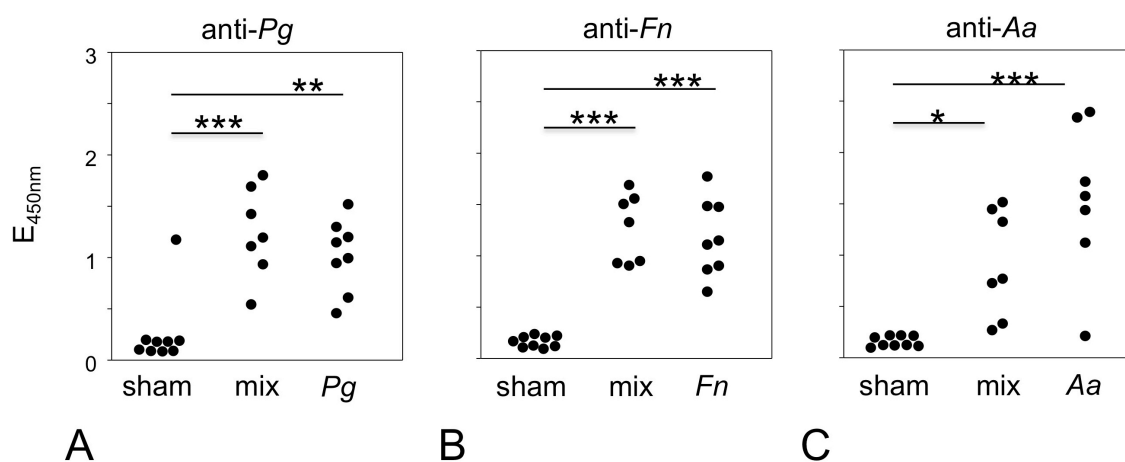 anti-Pg
anti-Fn
anti-Aa
3
2
1
0
E450nm
**
***
***
***
***
*
sham mix Pg
sham mix Fn
sham mix Aa
A
B
C